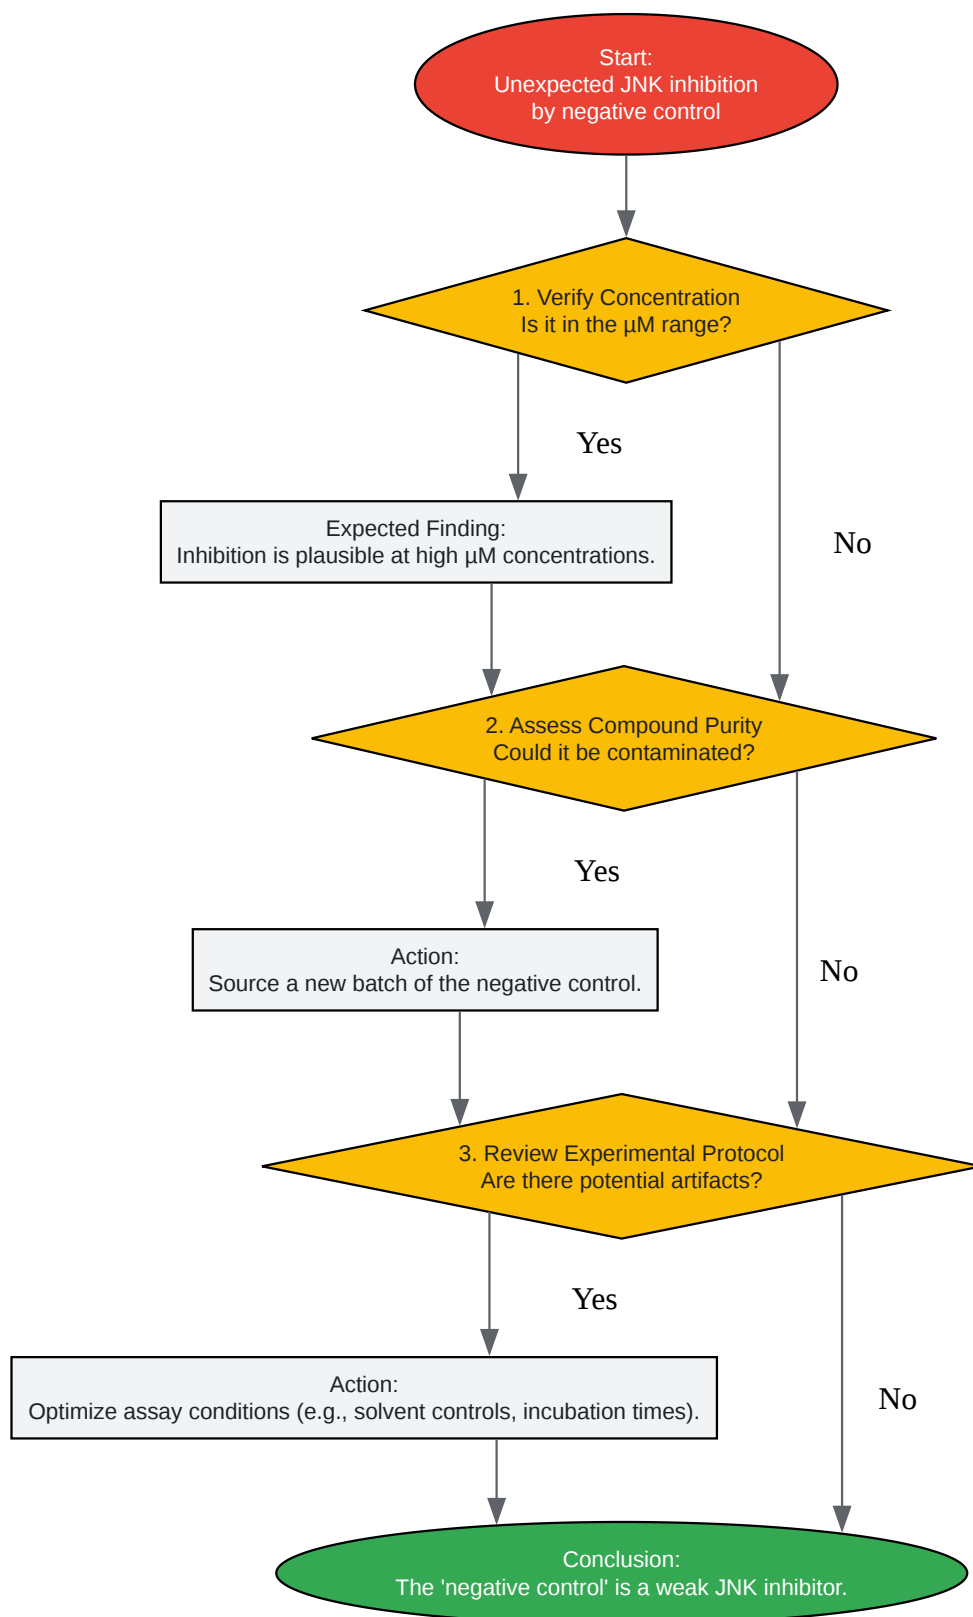 Start:
Unexpected JNK inhibition
by negative control
1. Verify Concentration
Is it in the µM range?
Yes
No
Expected Finding:
Inhibition is plausible at high µM concentrations.
2. Assess Compound Purity
Could it be contaminated?
Yes
No
Action:
Source a new batch of the negative control.
3. Review Experimental Protocol
Are there potential artifacts?
Yes
No
Action:
Optimize assay conditions (e.g., solvent controls, incubation times).
Conclusion:
The 'negative control' is a weak JNK inhibitor.